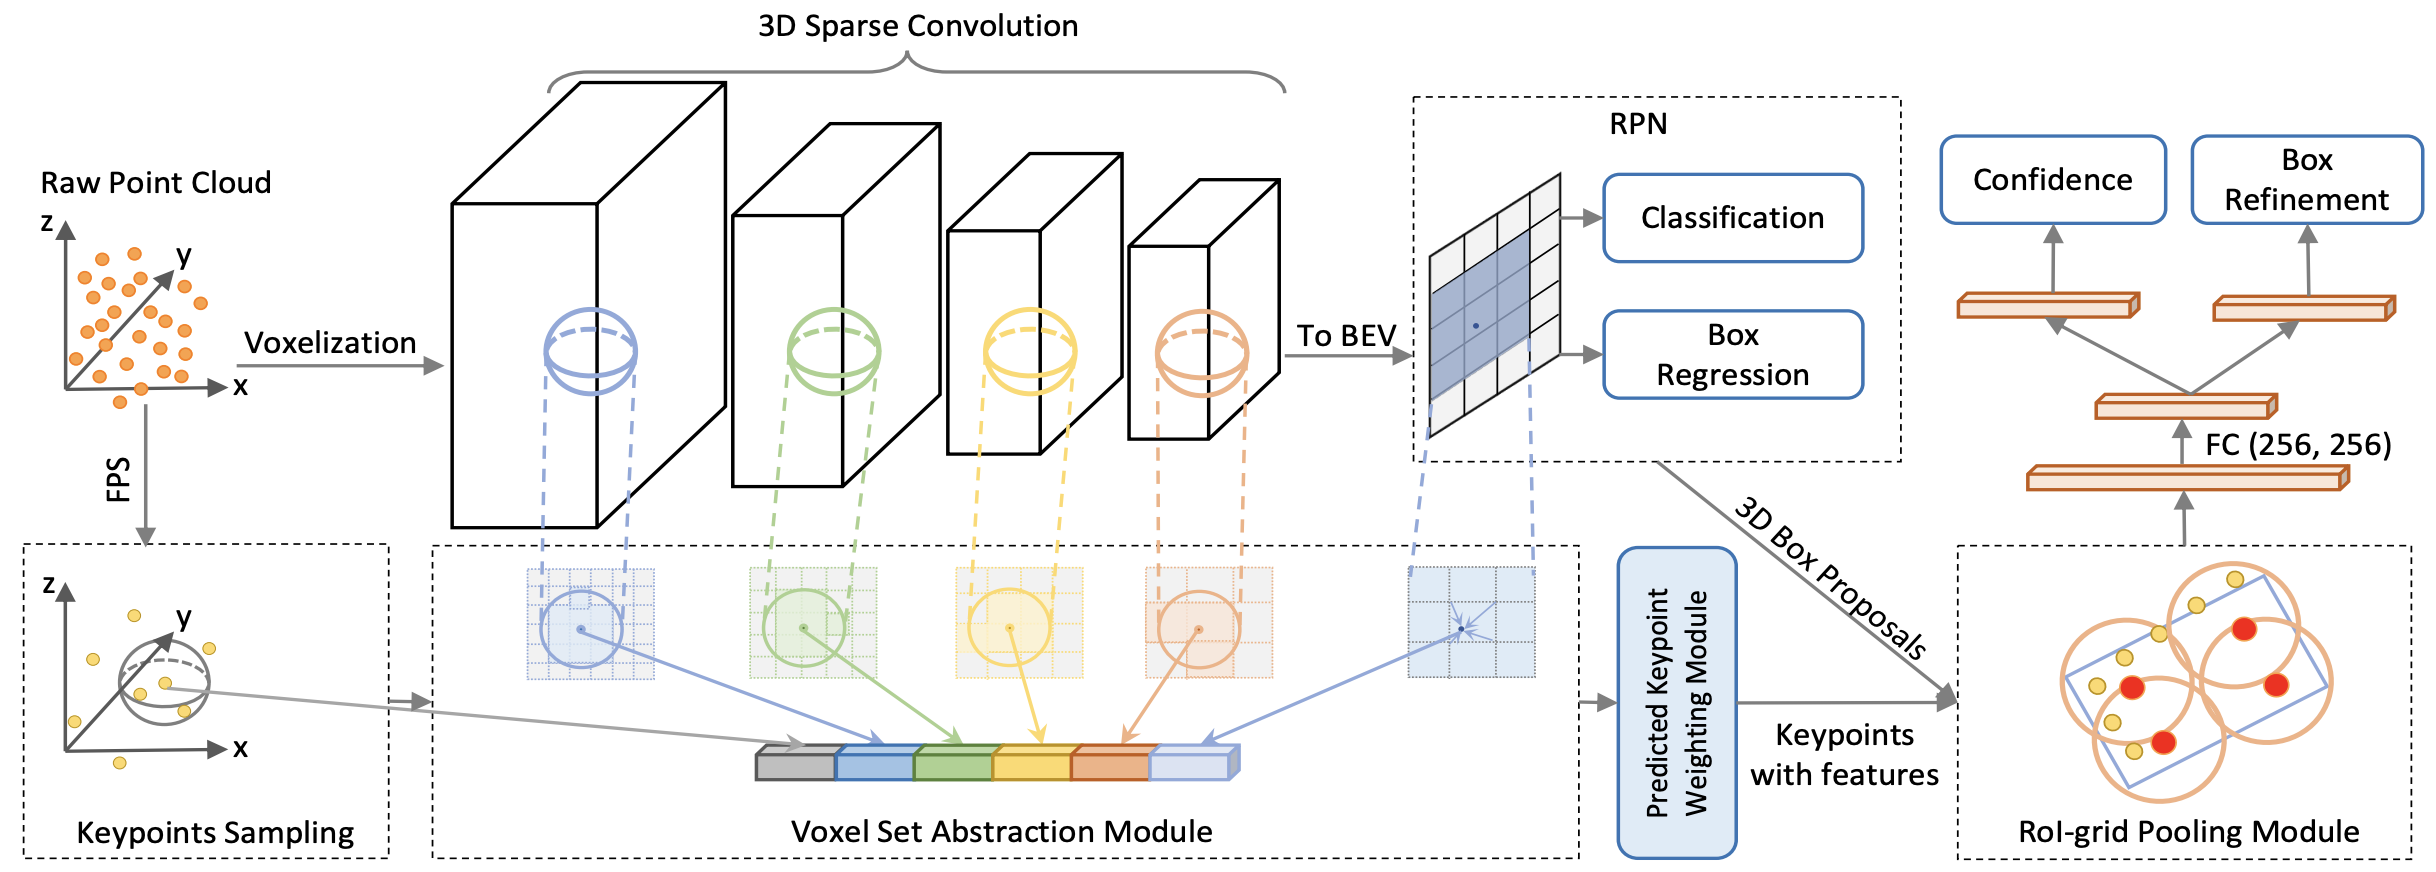 3D Sparse Convolution
Raw Point Cloud
z
y
x
Voxelization
FPS
To BEV
RPN
Classification
Box
Regression
Confidence
Box
Refinement
FC (256, 256)
3D Box Proposals
z
y
x
Keypoints Sampling
Voxel Set Abstraction Module
Predicted Keypoint
Weighting Module
Keypoints
with features
RoI-grid Pooling Module